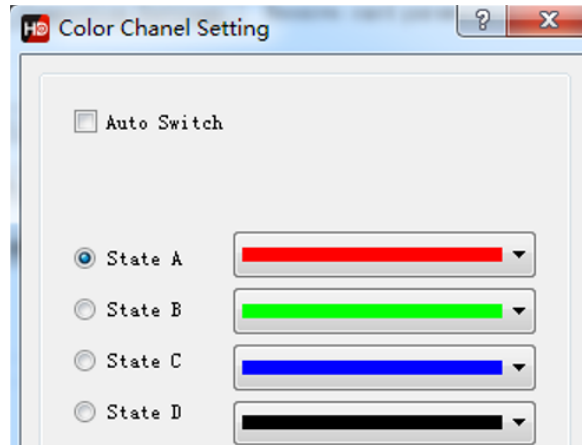 HD Color Chanel Setting
Auto Switch
State A
State B
State C
State D